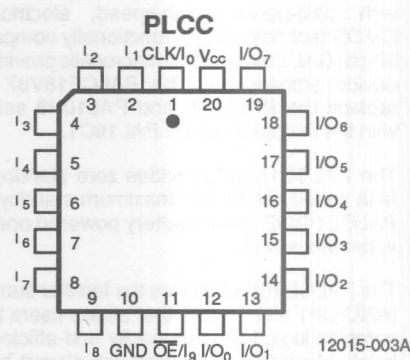 PLCC
I2 I1 CLK/I0 VCC I/O7
3 2 1 20 19
I3 4 18 I/O6
I4 5 17 I/O5
I5 6 16 I/O4
I6 7 15 I/O3
I7 8 14 I/O2
9 10 11 12 13
I8 GND OE/I9 I/O0 I/O1
12015-003A